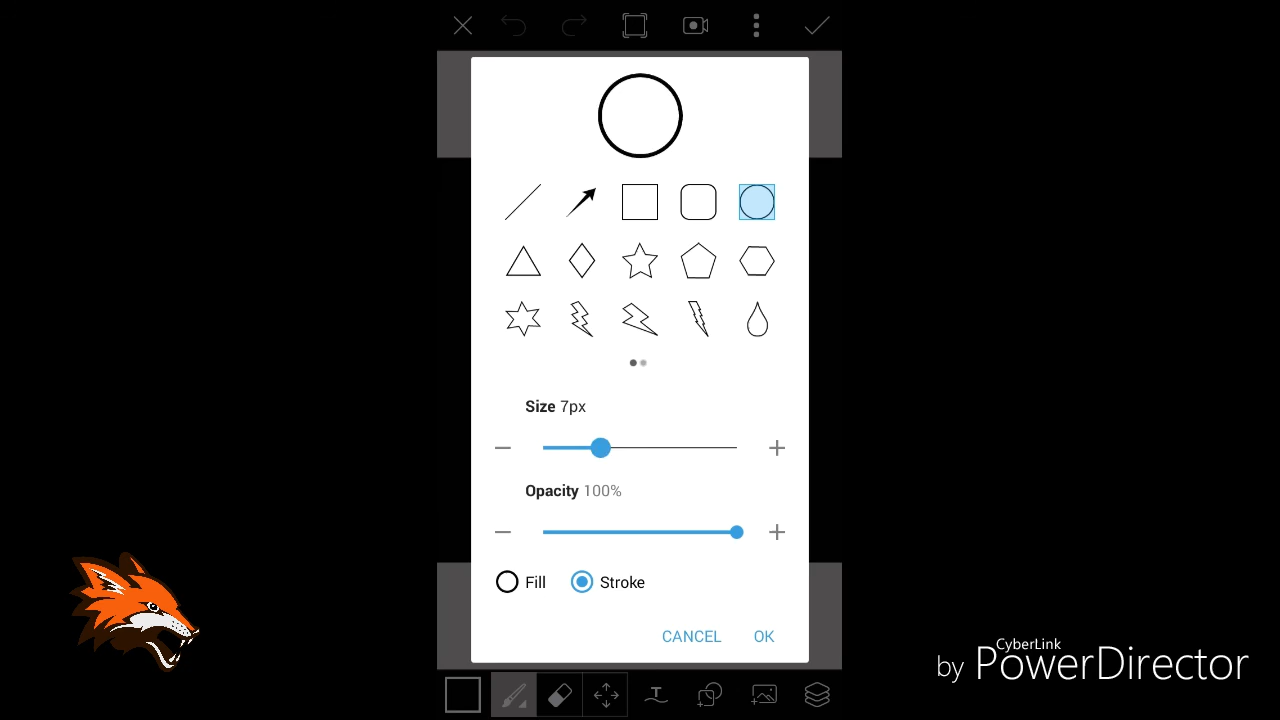 Size 7px
Opacity 100%
Fill
Stroke
CANCEL
OK
CyberLink
by PowerDirector